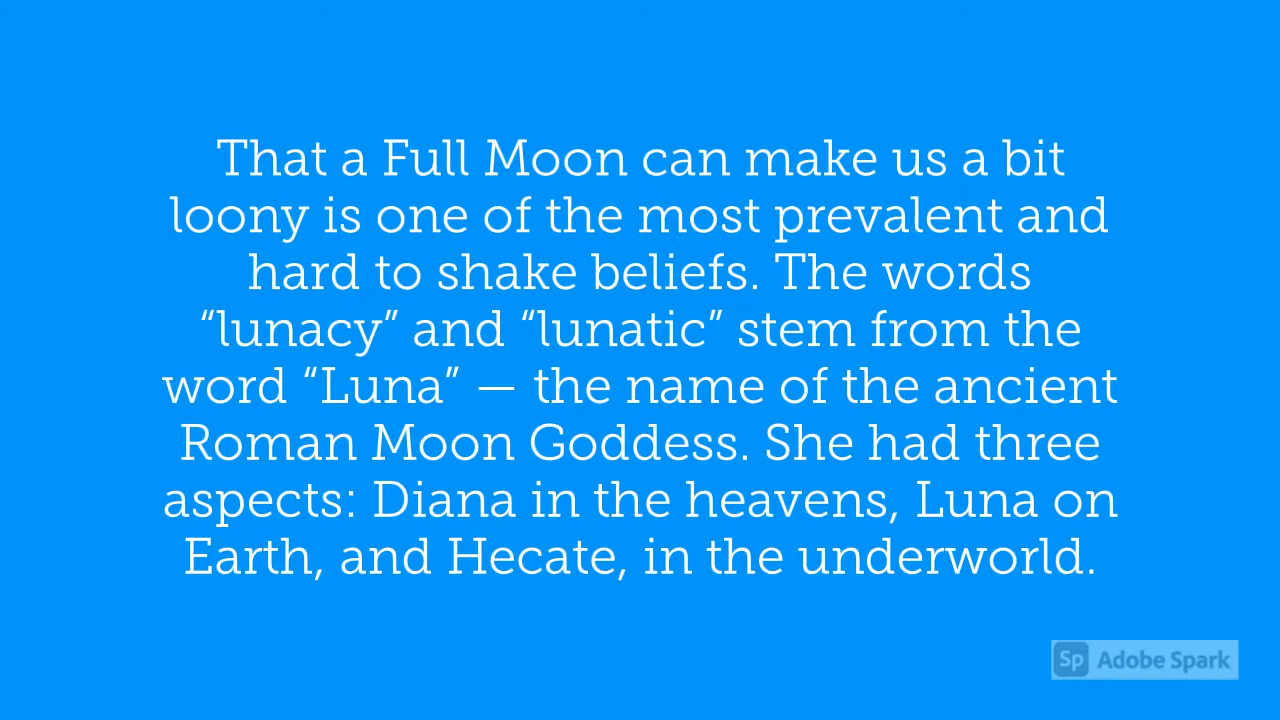 That a Full Moon can make us a bit
loony is one of the most prevalent and
hard to shake beliefs. The words
“lunacy” and “lunatic” stem from the
word “Luna” — the name of the ancient
Roman Moon Goddess. She had three
aspects: Diana in the heavens, Luna on
Earth, and Hecate, in the underworld.
Sp Adobe Spark